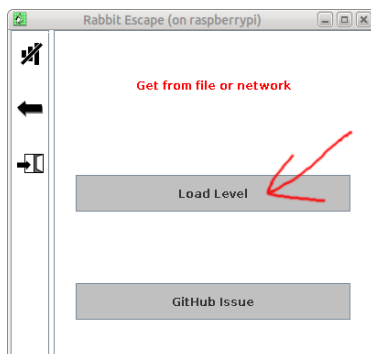 Rabbit Escape (on raspberrypi)
Get from file or network
Load Level
GitHub Issue